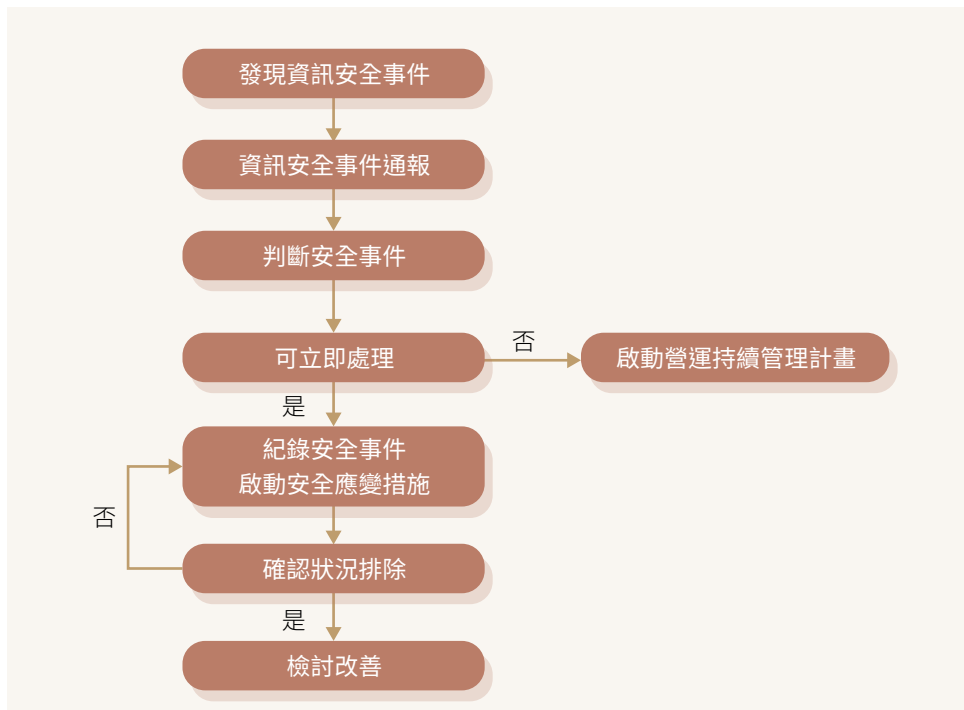 發現資訊安全事件
資訊安全事件通報
判斷安全事件
可立即處理
否
啟動營運持續管理計畫
是
紀錄安全事件
啟動安全應變措施
否
確認狀況排除
是
檢討改善